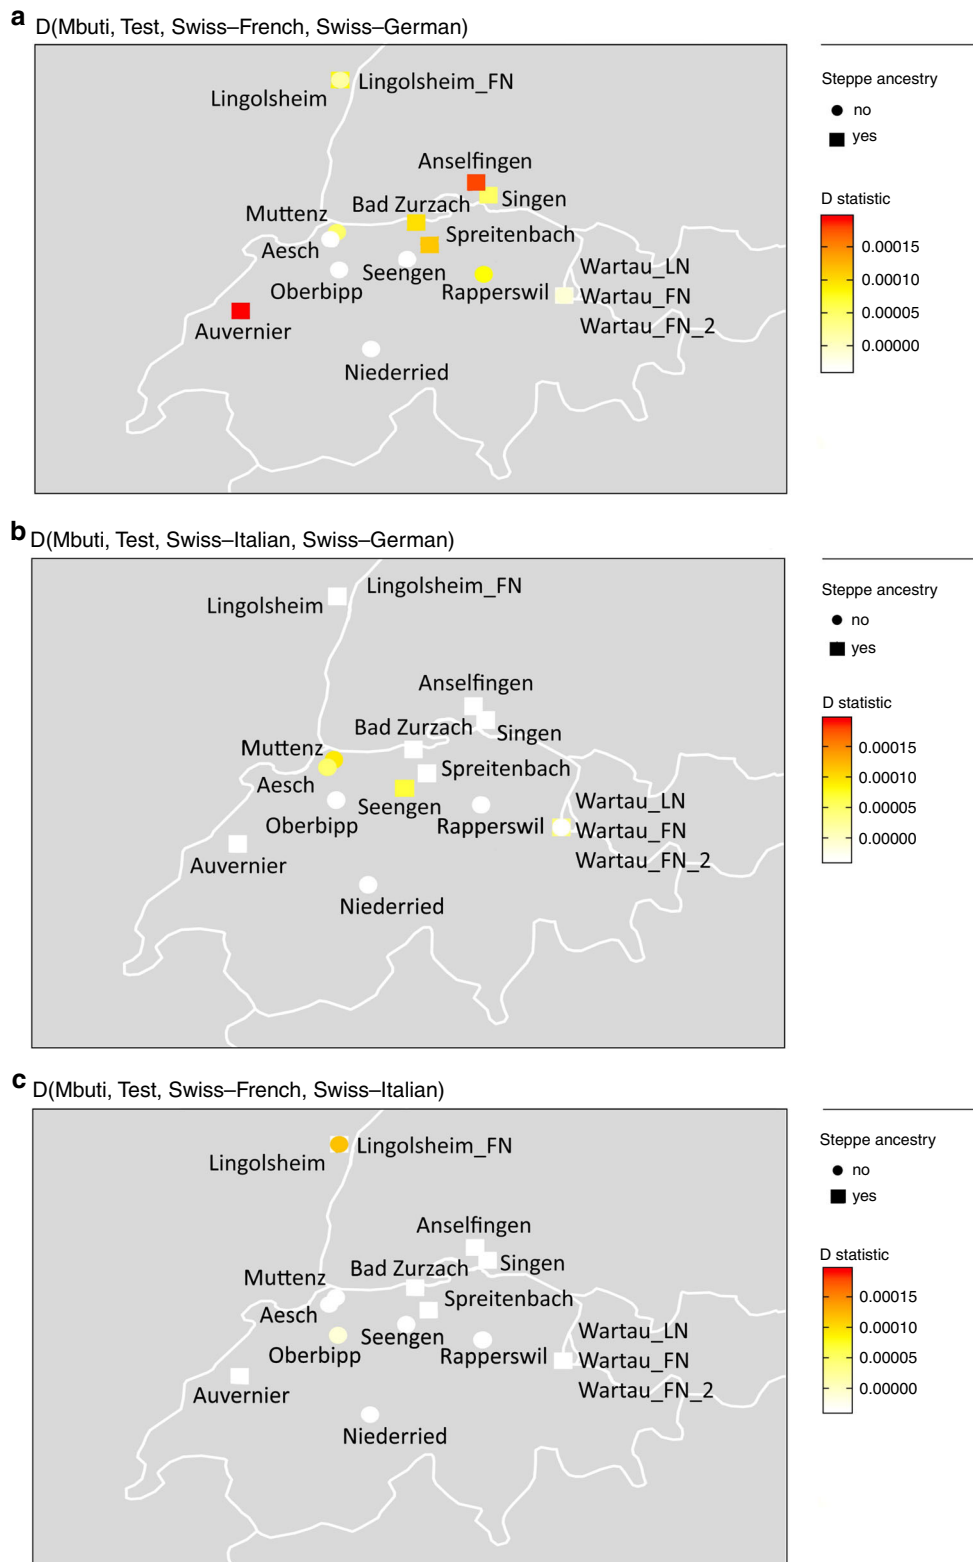 a
D(Mbuti, Test, Swiss–French, Swiss–German)
Lingolsheim_FN
Lingolsheim
Anselfingen
Singen
Bad Zurzach
Muttenz
Spreitenbach
Aesch
Seengen
Wartau_LN
Oberbipp
Rapperswil
Wartau_FN
Wartau_FN_2
Auvernier
Niederried
Steppe ancestry
no
yes
D statistic
0.00015
0.00010
0.00005
0.00000
b
D(Mbuti, Test, Swiss–Italian, Swiss–German)
Lingolsheim_FN
Lingolsheim
Anselfingen
Bad Zurzach
Singen
Muttenz
Spreitenbach
Aesch
Seengen
Wartau_LN
Oberbipp
Rapperswil
Wartau_FN
Wartau_FN_2
Auvernier
Niederried
Steppe ancestry
no
yes
D statistic
0.00015
0.00010
0.00005
0.00000
c
D(Mbuti, Test, Swiss–French, Swiss–Italian)
Lingolsheim_FN
Lingolsheim
Anselfingen
Singen
Bad Zurzach
Muttenz
Spreitenbach
Aesch
Seengen
Wartau_LN
Oberbipp
Rapperswil
Wartau_FN
Wartau_FN_2
Auvernier
Niederried
Steppe ancestry
no
yes
D statistic
0.00015
0.00010
0.00005
0.00000